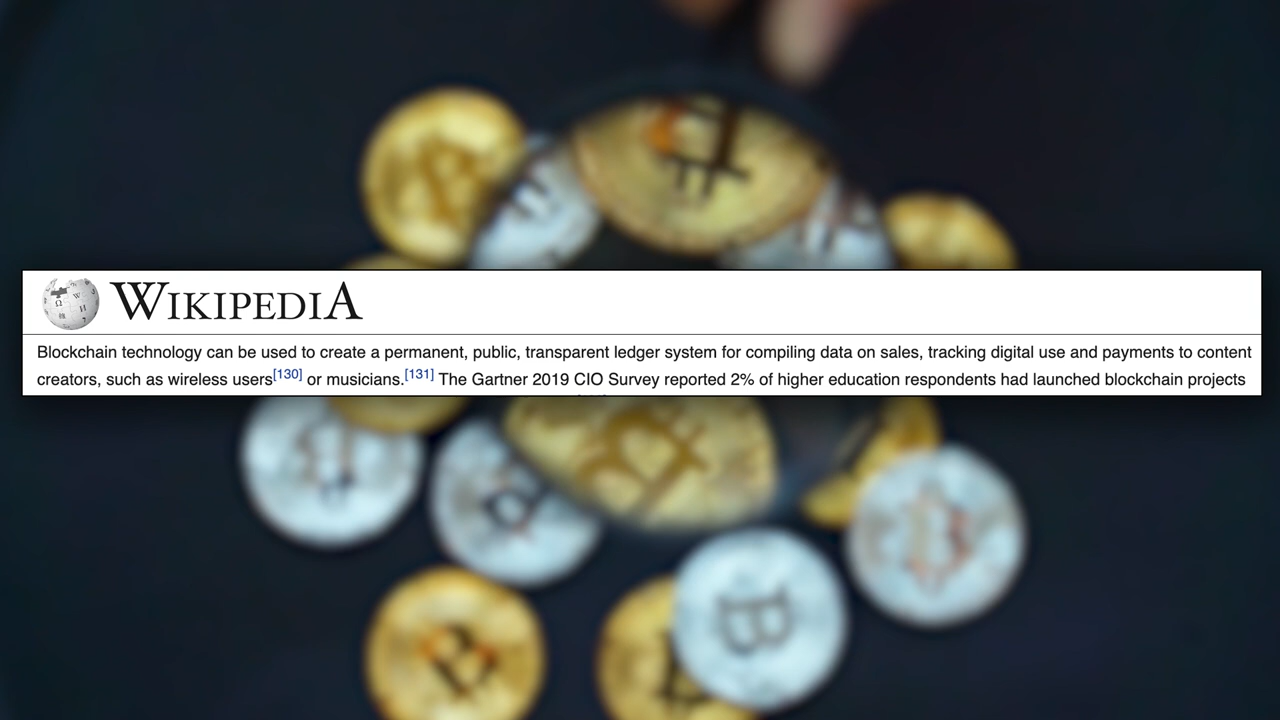 WIKIPEDIA
Blockchain technology can be used to create a permanent, public, transparent ledger system for compiling data on sales, tracking digital use and payments to content
creators, such as wireless users[130] or musicians.[131] The Gartner 2019 CIO Survey reported 2% of higher education respondents had launched blockchain projects